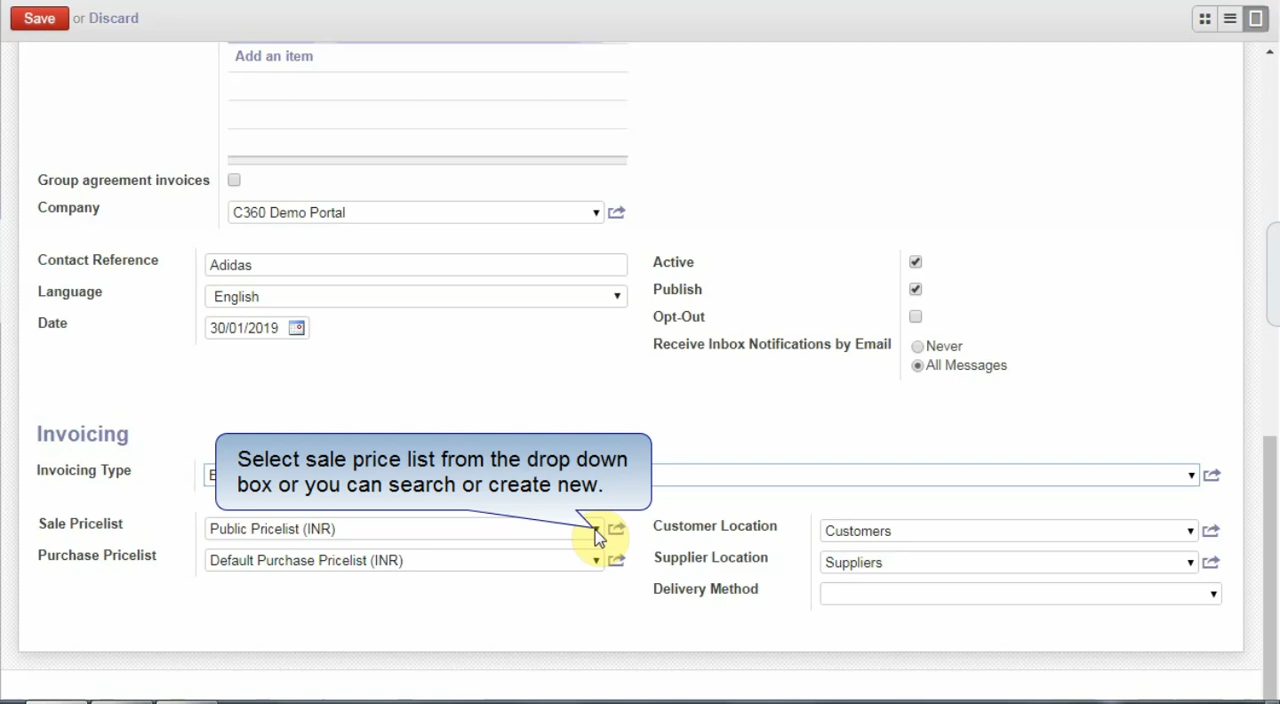 Save or Discard
Add an item
Group agreement invoices
Company C360 Demo Portal
Contact Reference Adidas
Language English
Date 30/01/2019
Active
Publish
Opt-Out
Receive Inbox Notifications by Email Never
All Messages
Invoicing
Select sale price list from the drop down
box or you can search or create new.
Invoicing Type
Sale Pricelist Public Pricelist (INR)
Purchase Pricelist Default Purchase Pricelist (INR)
Customer Location Customers
Supplier Location Suppliers
Delivery Method